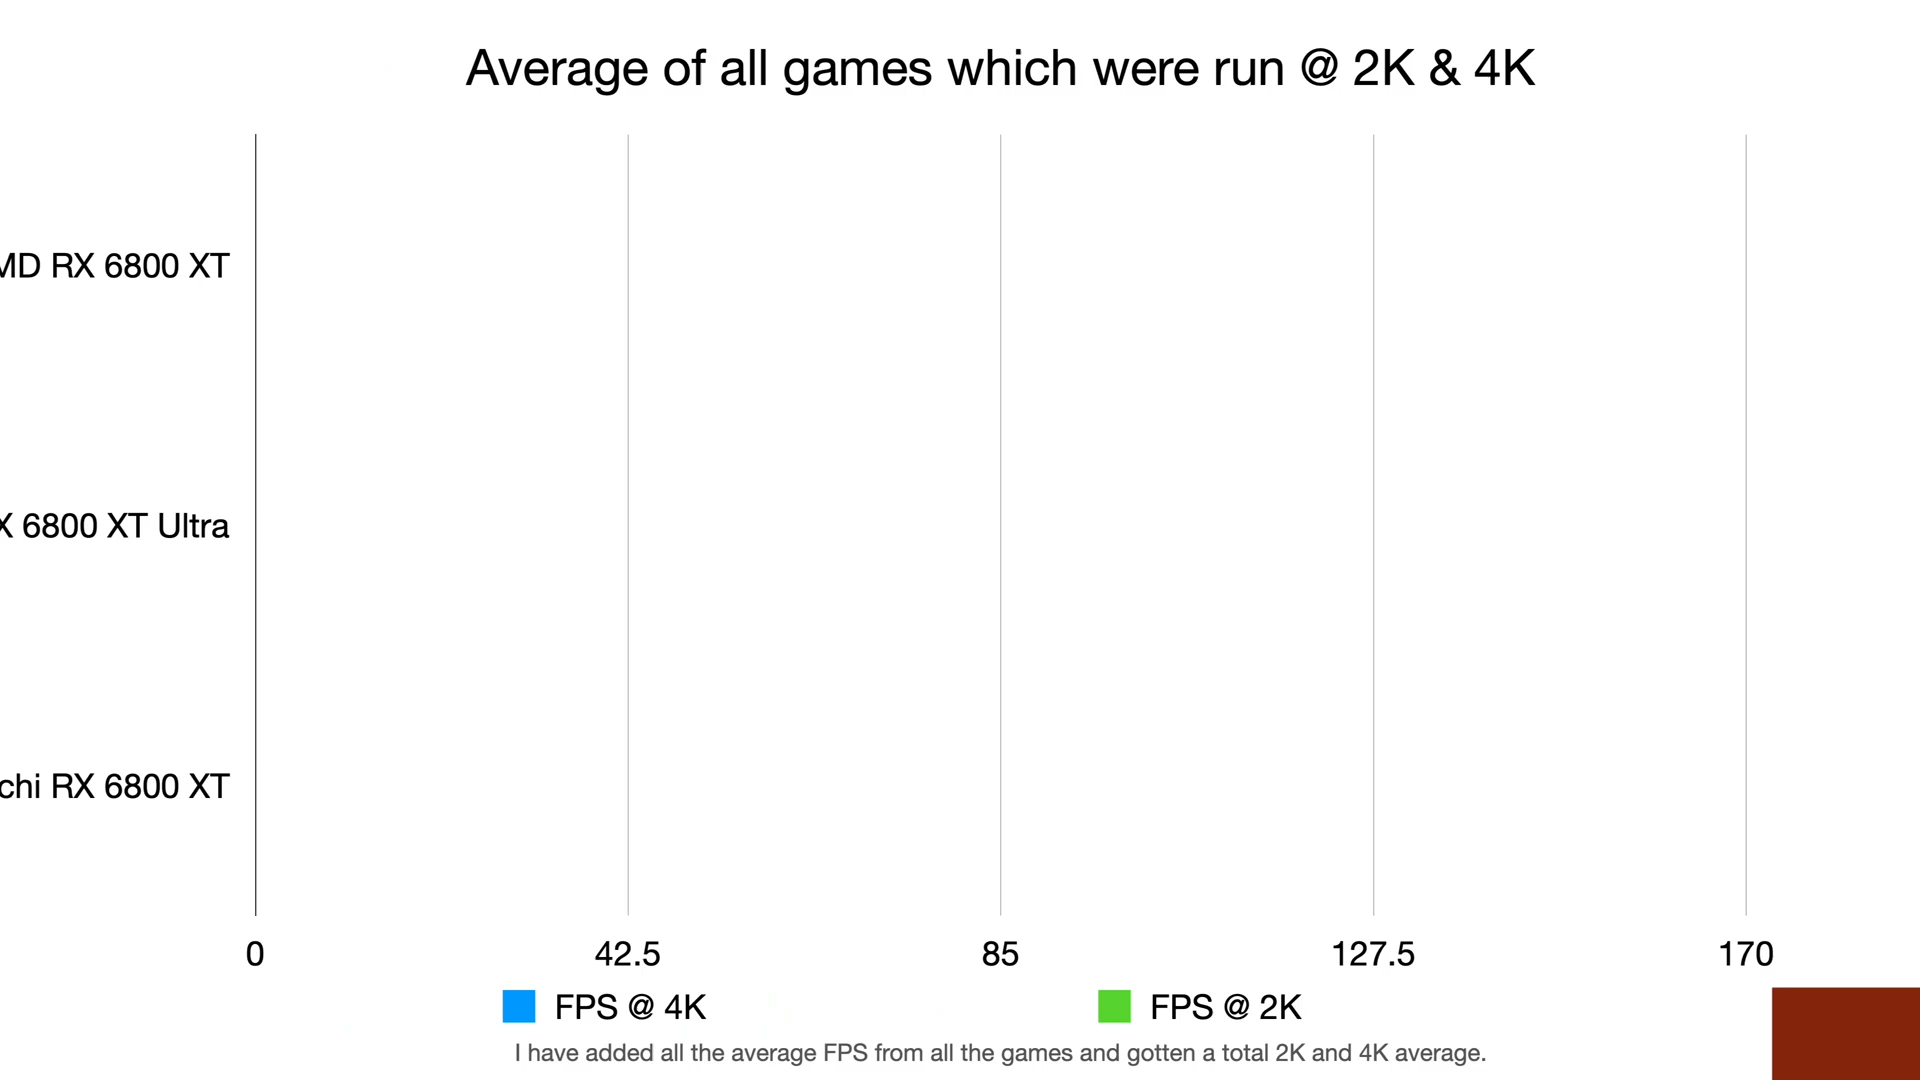 Average of all games which were run @ 2K & 4K
MD RX 6800 XT
X 6800 XT Ultra
chi RX 6800 XT
0 42.5 85 127.5 170
FPS @ 4K FPS @ 2K
I have added all the average FPS from all the games and gotten a total 2K and 4K average.